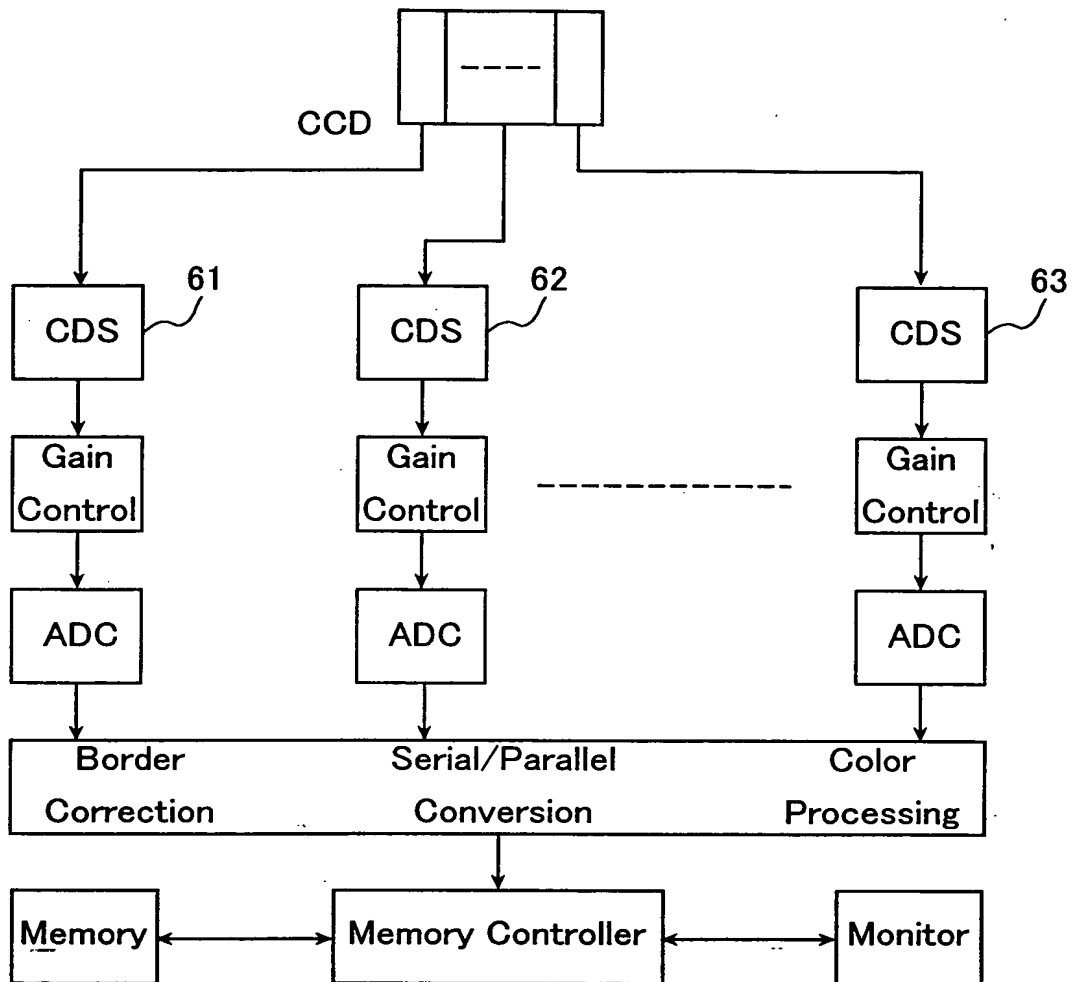 CCD
61
62
63
CDS
CDS
CDS
Gain
Control
Gain
Control
Gain
Control
ADC
ADC
ADC
Border
Correction
Serial/Parallel
Conversion
Color
Processing
Memory
Memory Controller
Monitor